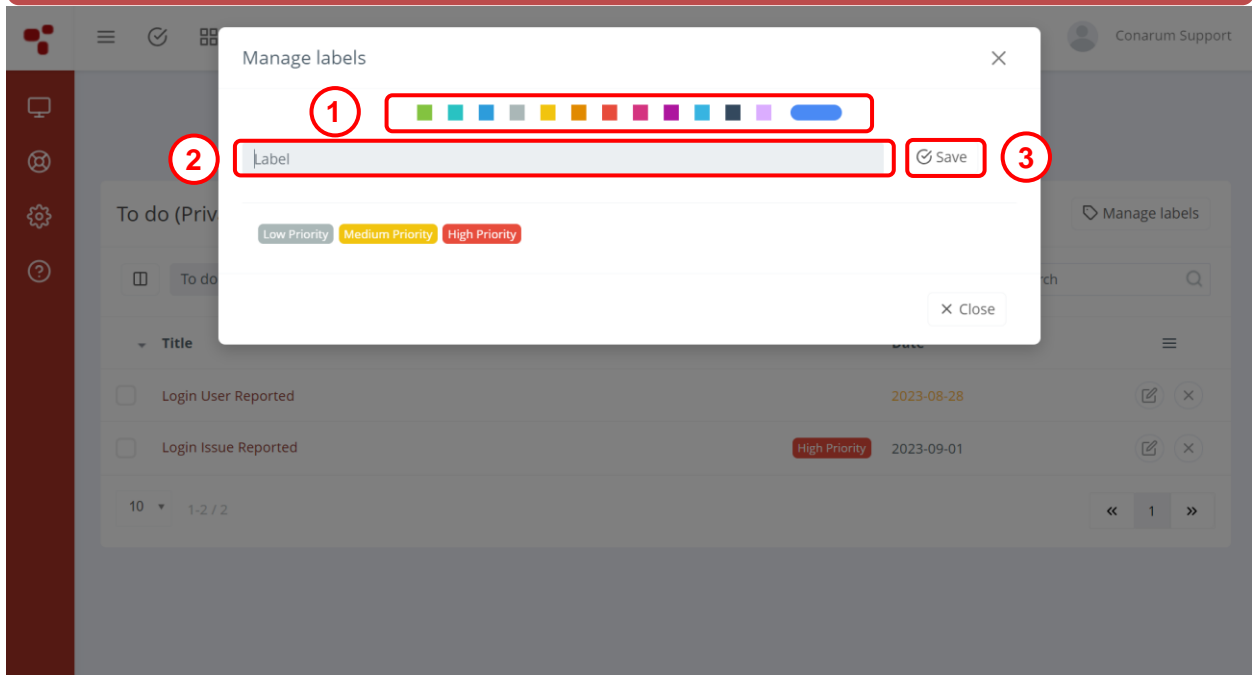 Conarum Support
Manage labels
1
2
Label
Save
3
To do (Priv
Manage labels
Low Priority Medium Priority High Priority
To do
rch
Close
Title
Date
Login User Reported 2023-08-28
Login Issue Reported High Priority 2023-09-01
10 1-2 / 2
« 1 »